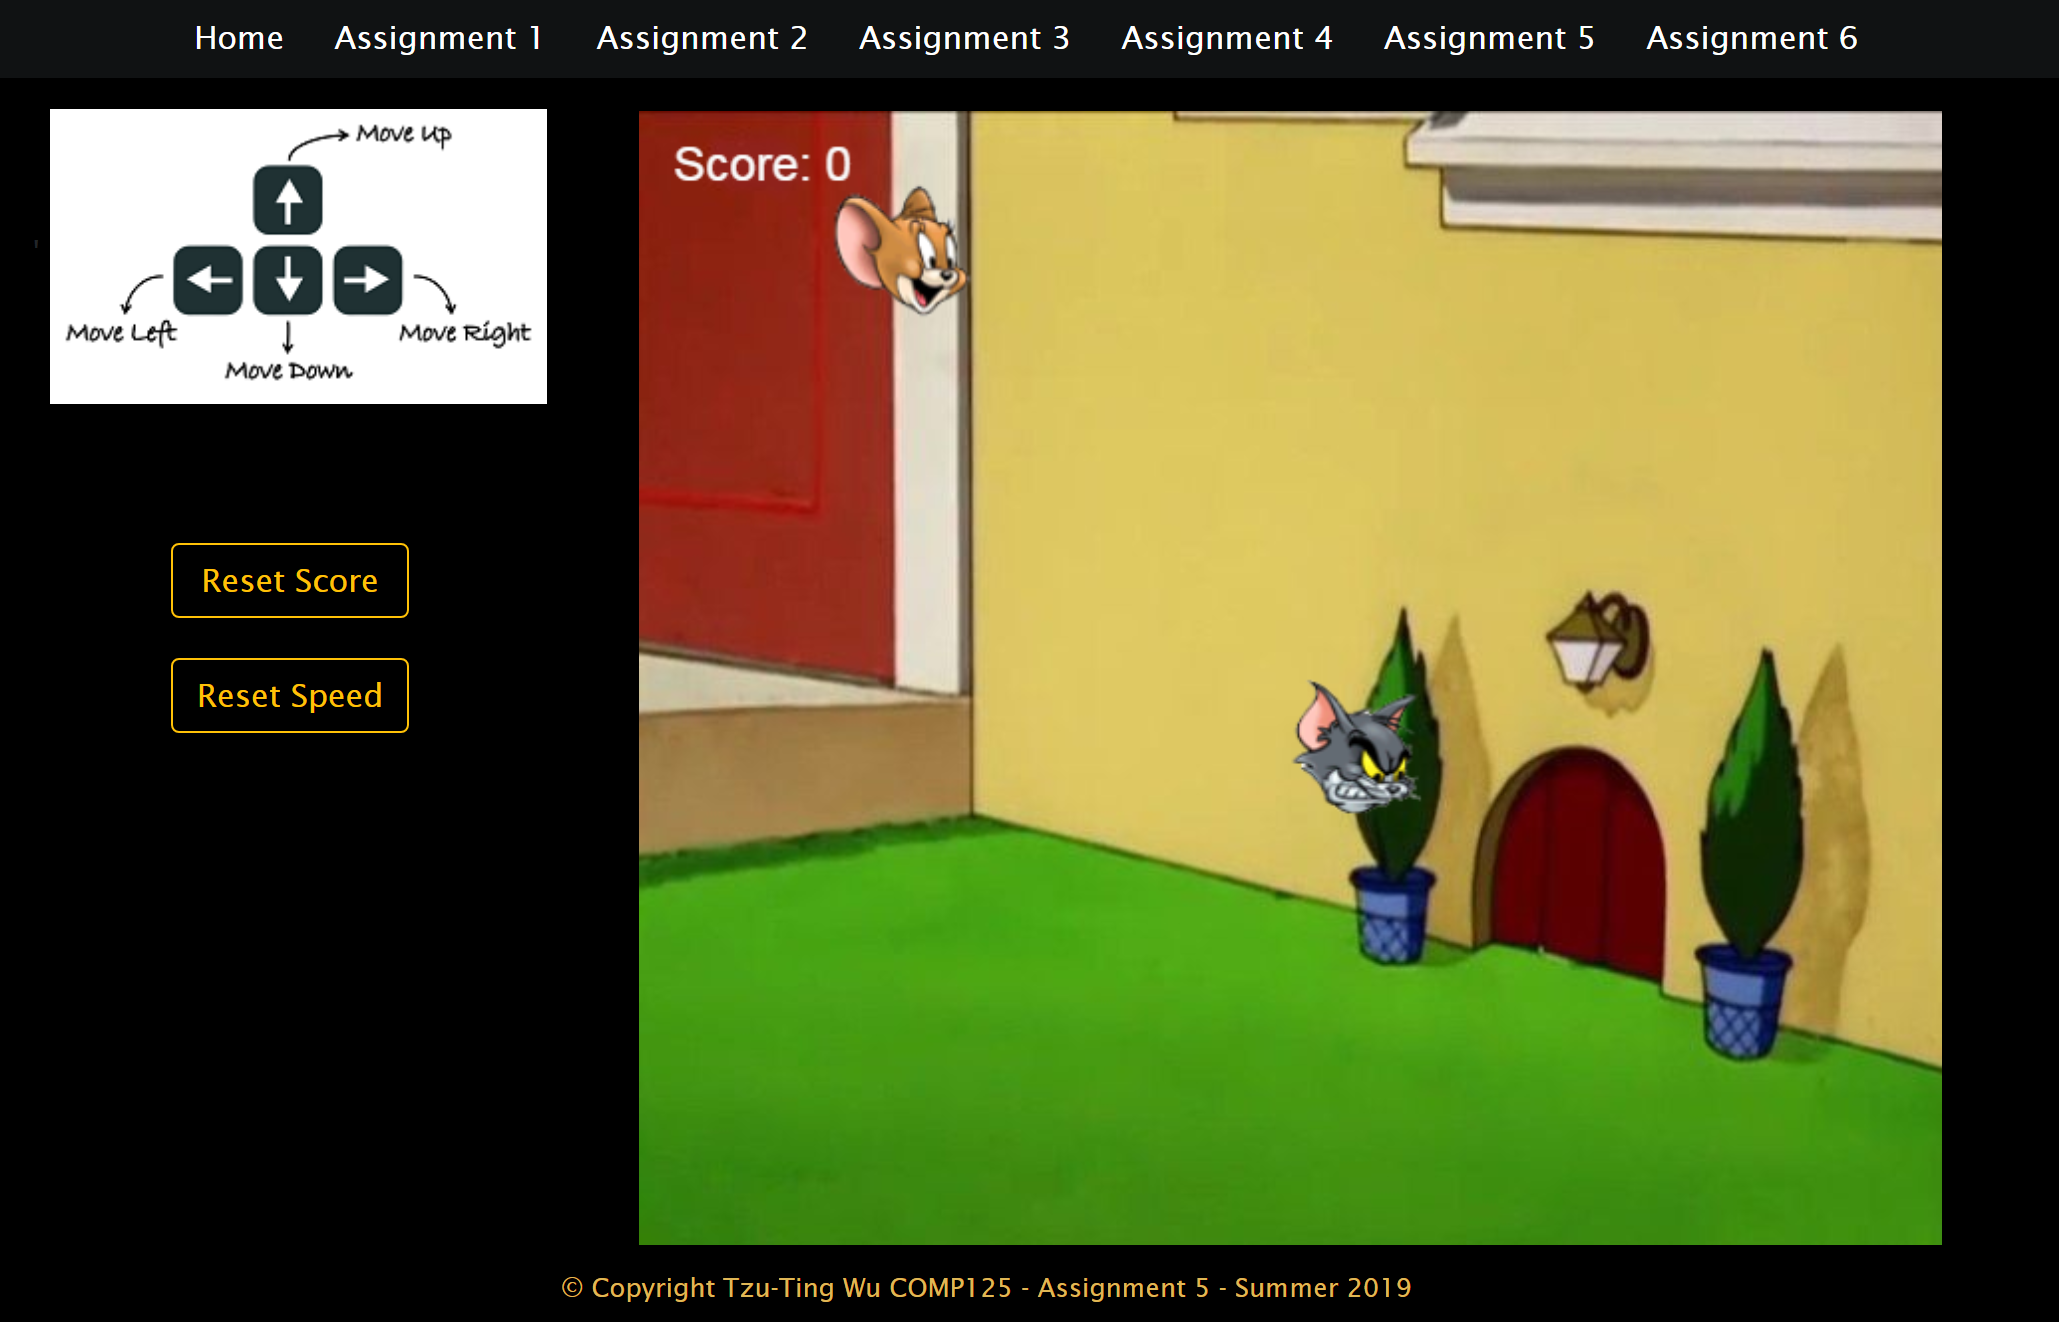 Home Assignment 1 Assignment 2 Assignment 3 Assignment 4 Assignment 5 Assignment 6
Move Up
Move Left
Move Right
Move Down
Reset Score
Reset Speed
Score: 0
© Copyright Tzu-Ting Wu COMP125 - Assignment 5 - Summer 2019